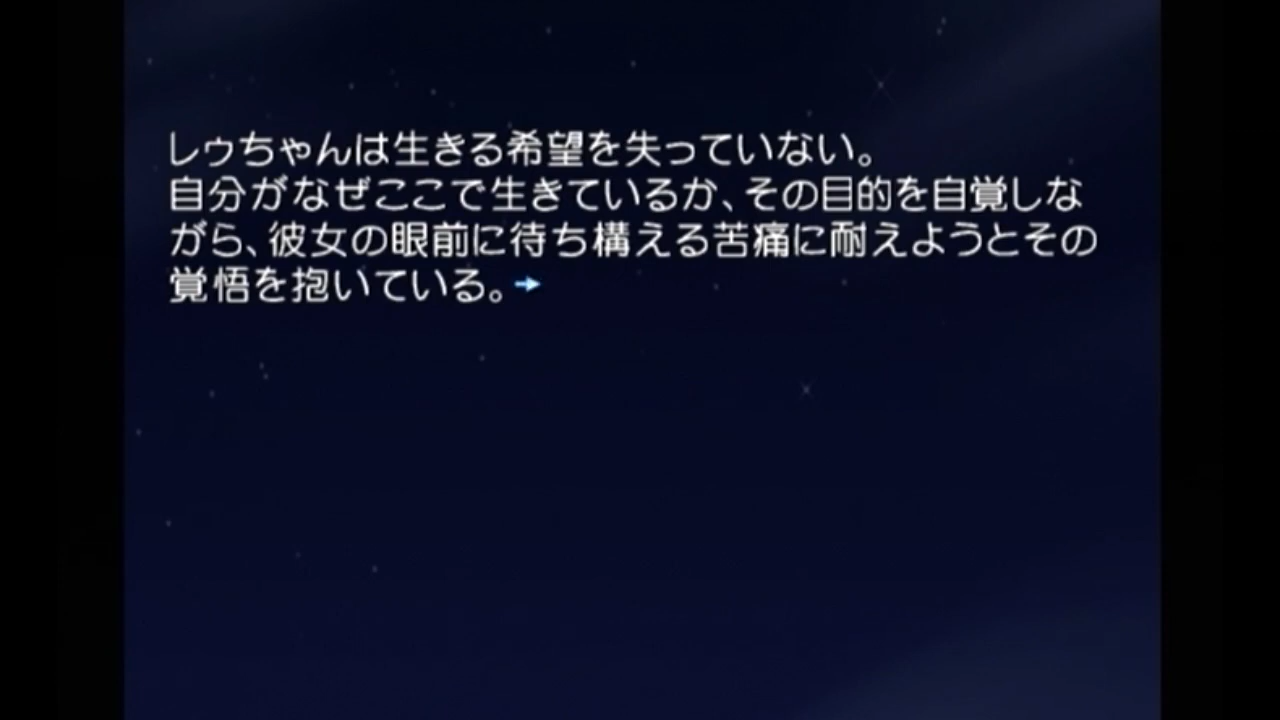 レゥちゃんは生きる希望を失っていない。
自分がなぜここで生きているか、その目的を自覚しな
がら、彼女の眼前に待ち構える苦痛に耐えようとその
覚悟を抱いている。